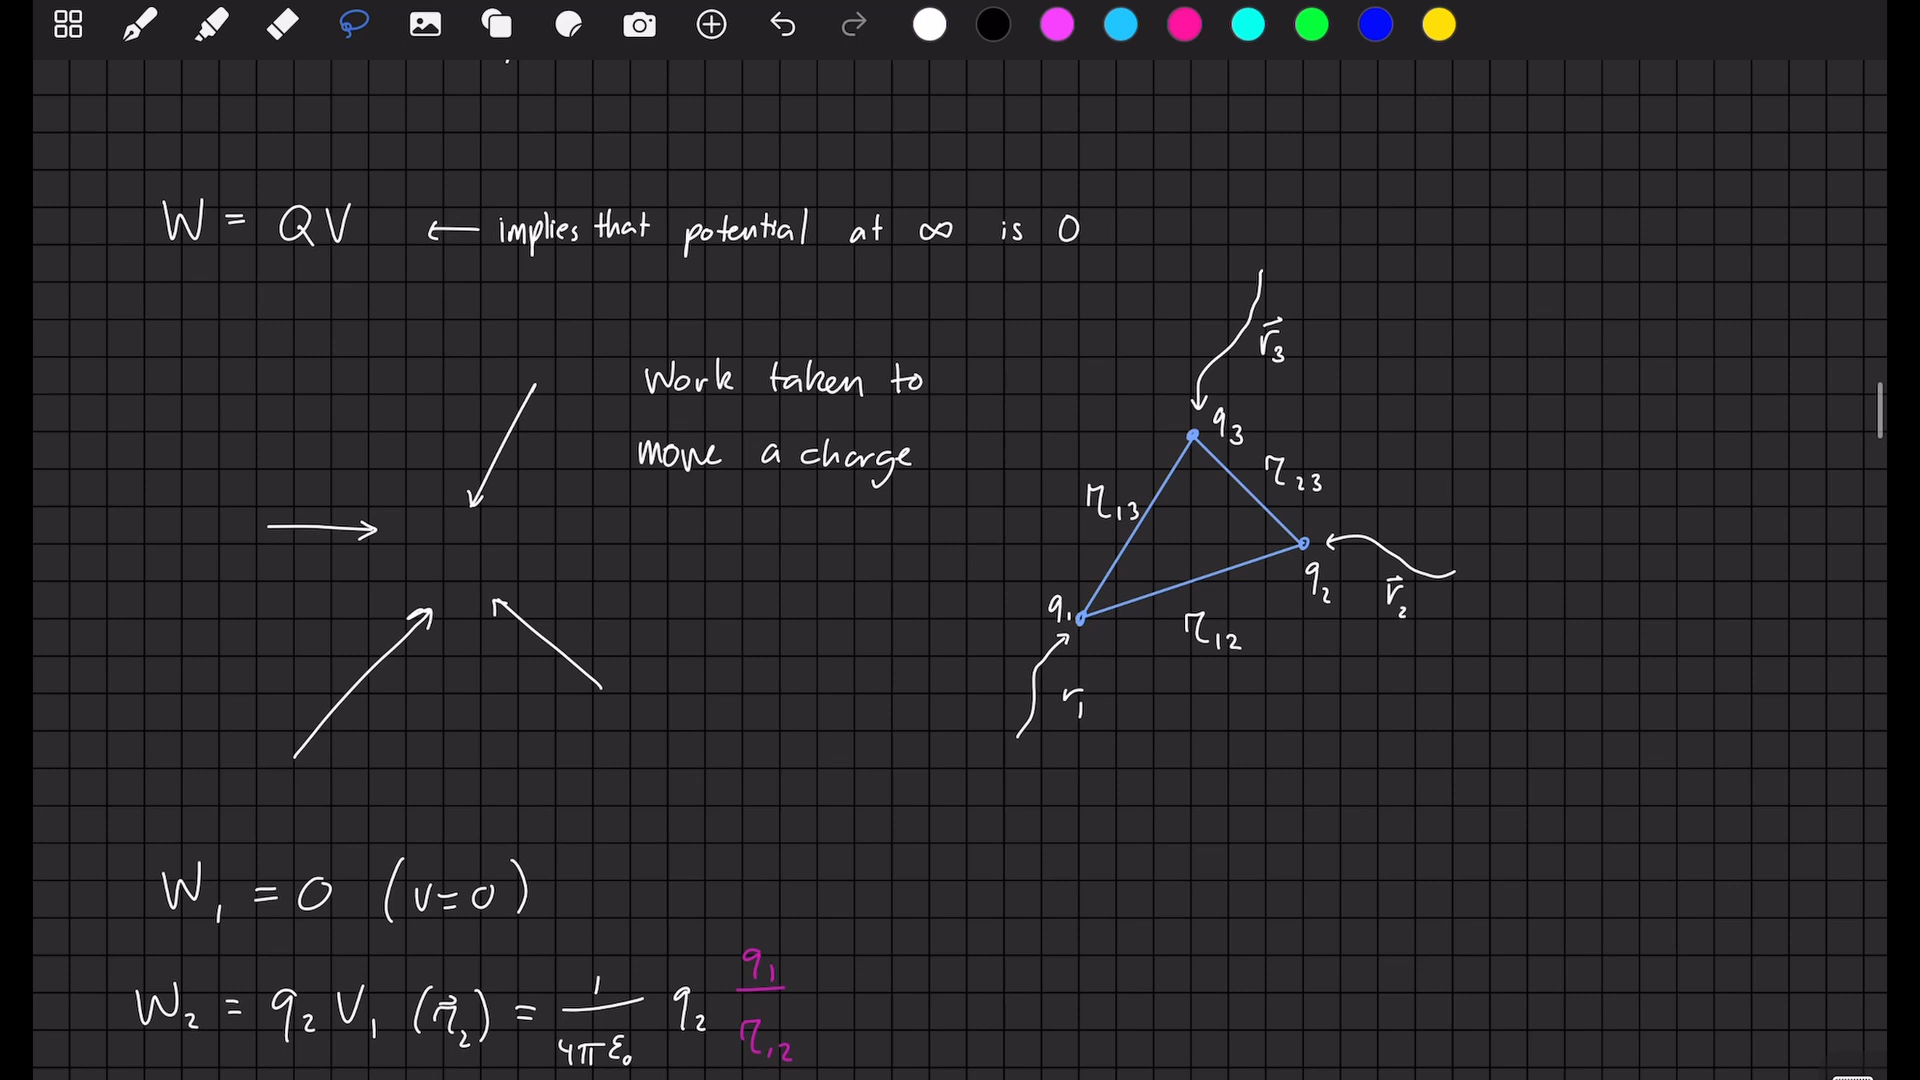 W = QV ← implies that potential at ∞ is 0
Work taken to
move a charge
r⃗₃
q₃
𝓇₂₃
𝓇₁₃
q₂
r⃗₂
q₁
𝓇₁₂
r₁
W₁ = 0 (V=0)
W₂ = q₂ V₁ (𝓇⃗₂) = 1/4πε₀ q₂ q₁/𝓇₁₂